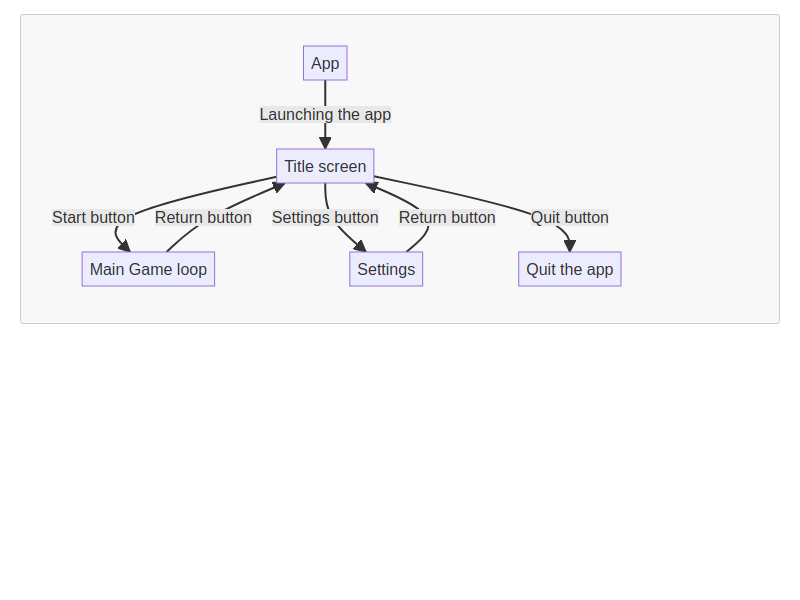 App
Launching the app
Title screen
Start button
Return button
Settings button
Return button
Quit button
Main Game loop
Settings
Quit the app